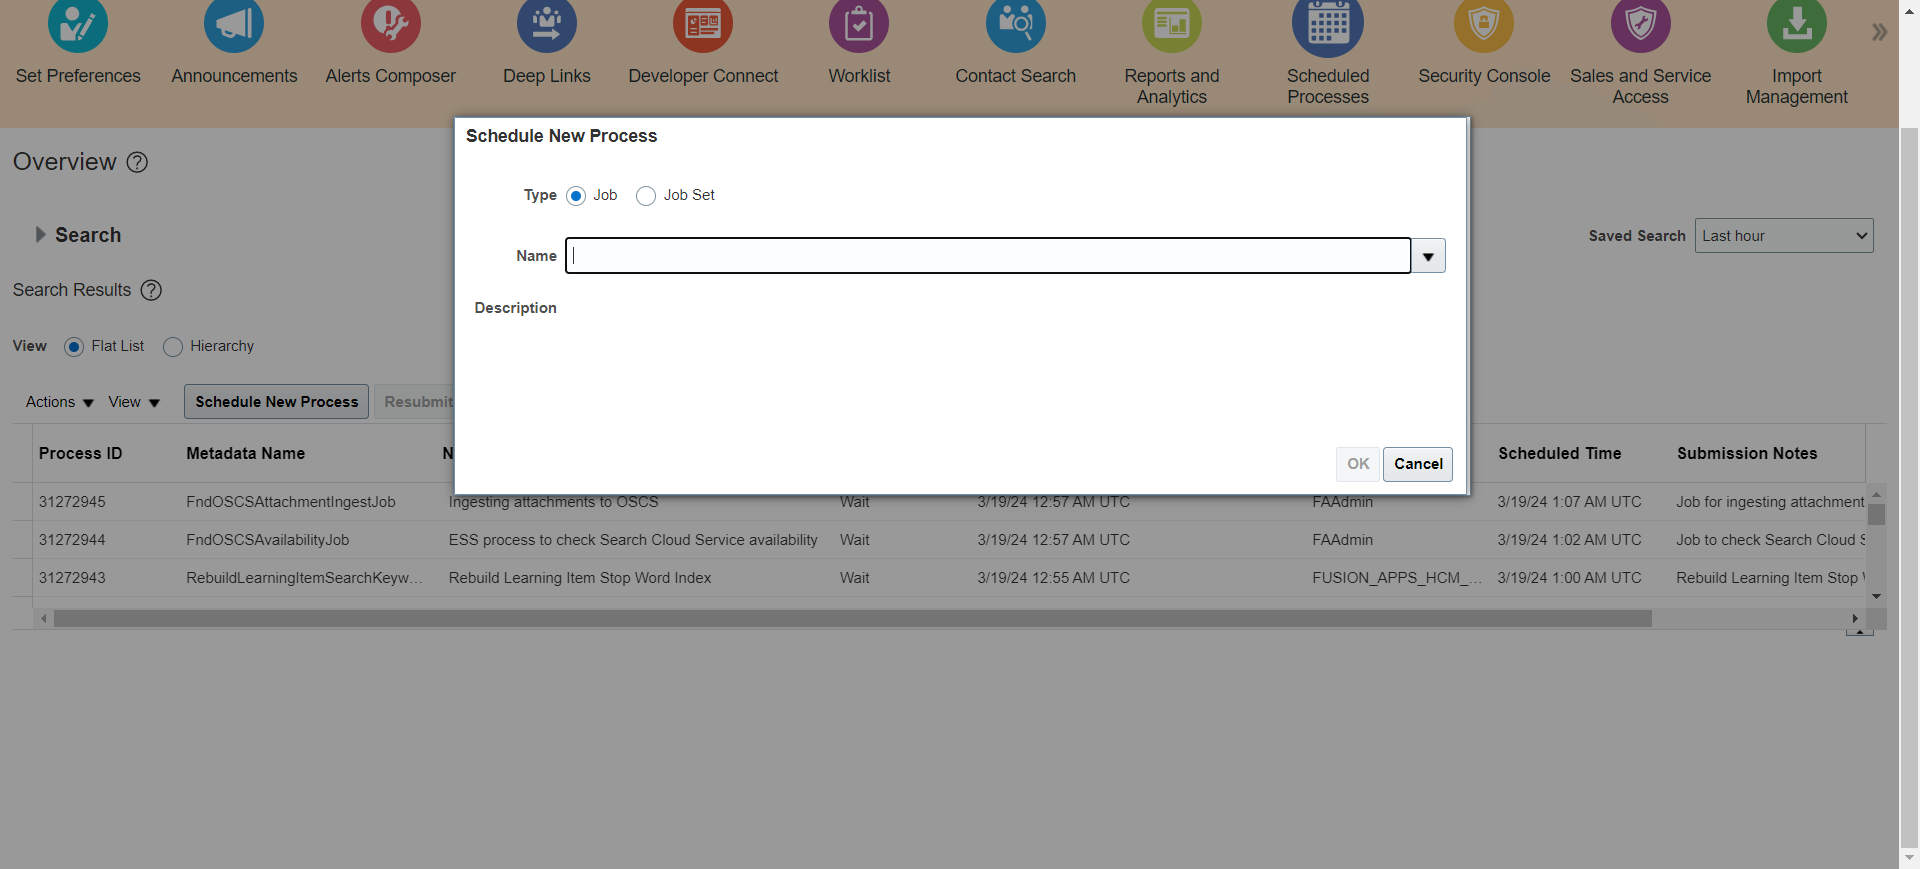 Set Preferences
Announcements
Alerts Composer
Deep Links
Developer Connect
Worklist
Contact Search
Reports and
Analytics
Scheduled
Processes
Security Console
Sales and Service
Access
Import
Management
Schedule New Process
Type Job Job Set
Name
Description
OK Cancel
Overview
Search
Saved Search Last hour
Search Results
View Flat List Hierarchy
Actions View Schedule New Process Resubmit
Process ID Metadata Name N Scheduled Time Submission Notes
31272945 FndOSCSAttachmentIngestJob Ingesting attachments to OSCS Wait 3/19/24 12:57 AM UTC FAAdmin 3/19/24 1:07 AM UTC Job for ingesting attachment
31272944 FndOSCSAvailabilityJob ESS process to check Search Cloud Service availability Wait 3/19/24 12:57 AM UTC FAAdmin 3/19/24 1:02 AM UTC Job to check Search Cloud S
31272943 RebuildLearningItemSearchKeyw... Rebuild Learning Item Stop Word Index Wait 3/19/24 12:55 AM UTC FUSION_APPS_HCM_... 3/19/24 1:00 AM UTC Rebuild Learning Item Stop